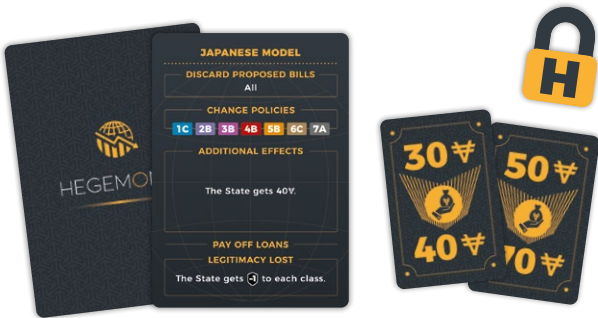 HEGEMON
JAPANESE MODEL
DISCARD PROPOSED BILLS
All
CHANGE POLICIES
1C 2B 3B 4B 5B 6C 7A
ADDITIONAL EFFECTS
The State gets 40₩.
PAY OFF LOANS
LEGITIMACY LOST
The State gets -1 to each class.
H
30₩
40₩
50₩
70₩